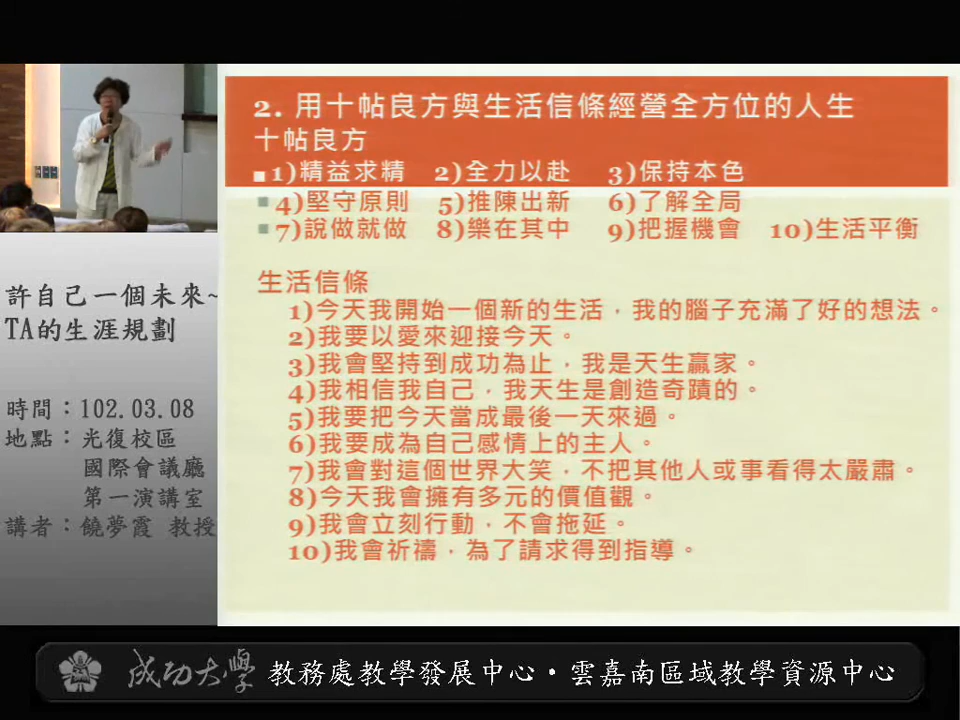 2. 用十帖良方與生活信條經營全方位的人生
十帖良方
1)精益求精 2)全力以赴 3)保持本色
4)堅守原則 5)推陳出新 6)了解全局
7)說做就做 8)樂在其中 9)把握機會 10)生活平衡
生活信條
1)今天我開始一個新的生活，我的腦子充滿了好的想法。
2)我要以愛來迎接今天。
3)我會堅持到成功為止，我是天生贏家。
4)我相信我自己，我天生是創造奇蹟的。
5)我要把今天當成最後一天來過。
6)我要成為自己感情上的主人。
7)我會對這個世界大笑，不把其他人或事看得太嚴肅。
8)今天我會擁有多元的價值觀。
9)我會立刻行動，不會拖延。
10)我會祈禱，為了請求得到指導。
許自己一個未來~
TA的生涯規劃
時間：102.03.08
地點：光復校區
國際會議廳
第一演講室
講者：饒夢霞 教授
成功大學 教務處教學發展中心・雲嘉南區域教學資源中心